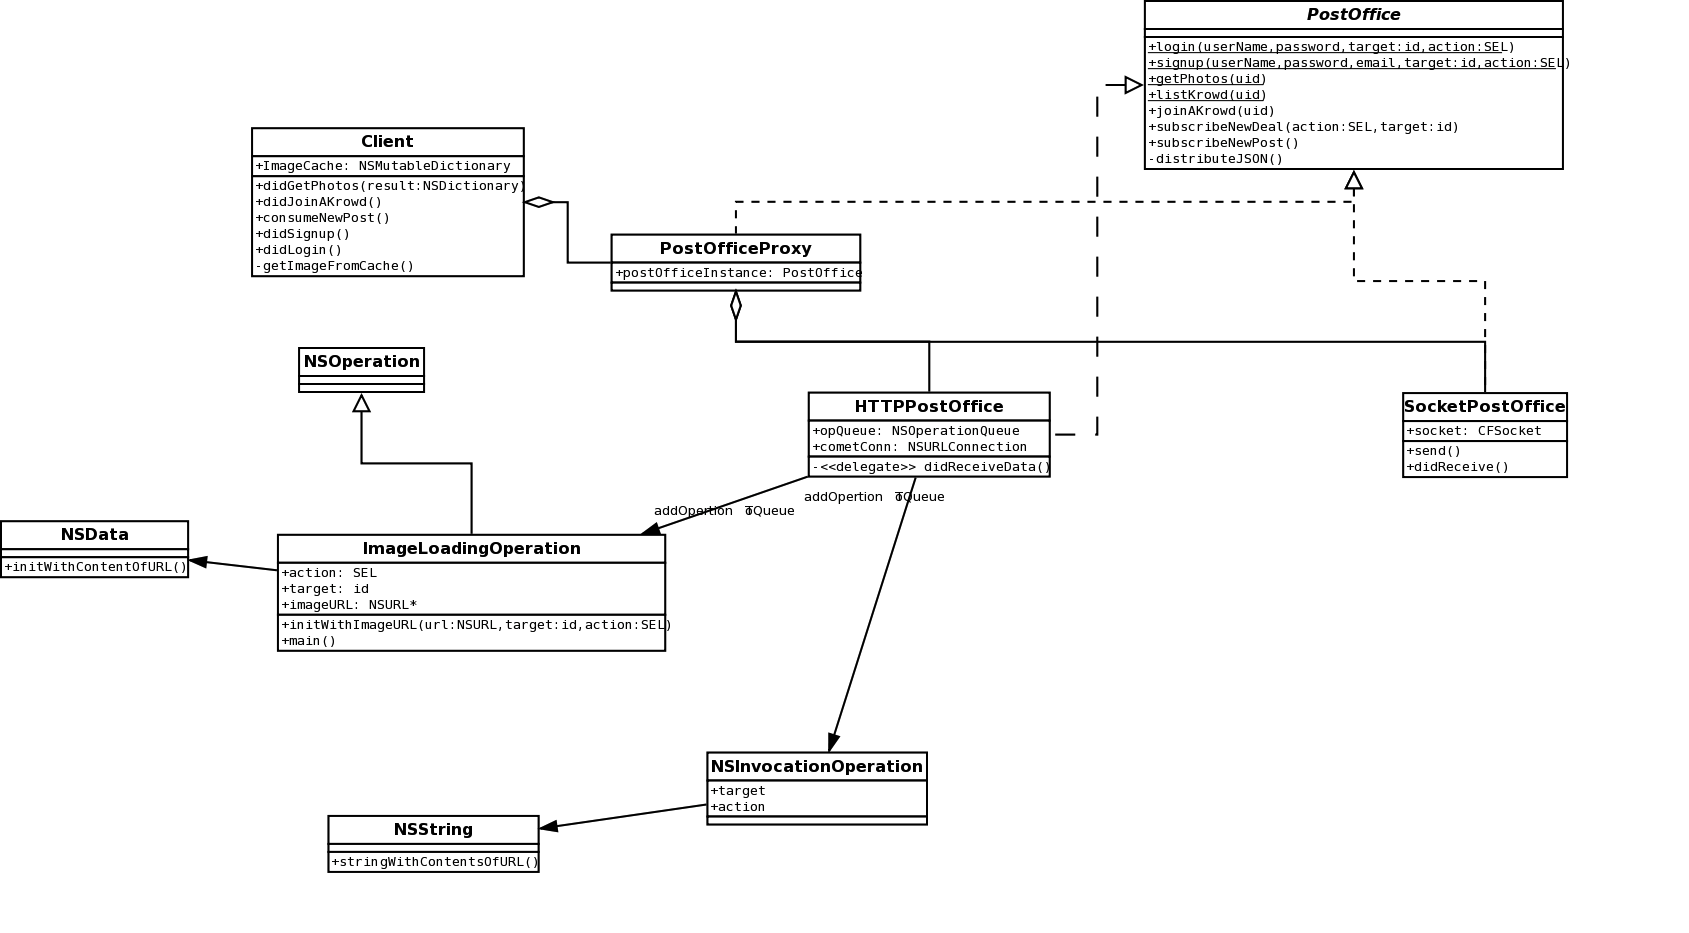 PostOffice
+login(userName,password,target:id,action:SEL)
+signup(userName,password,email,target:id,action:SEL)
+getPhotos(uid)
+listKrowd(uid)
+joinAKrowd(uid)
+subscribeNewDeal(action:SEL,target:id)
+subscribeNewPost()
-distributeJSON()
Client
+ImageCache: NSMutableDictionary
+didGetPhotos(result:NSDictionary)
+didJoinAKrowd()
+consumeNewPost()
+didSignup()
+didLogin()
-getImageFromCache()
PostOfficeProxy
+postOfficeInstance: PostOffice
NSOperation
HTTPPostOffice
+opQueue: NSOperationQueue
+cometConn: NSURLConnection
-<<delegate>> didReceiveData()
SocketPostOffice
+socket: CFSocket
+send()
+didReceive()
addOpertion ToQueue
addOpertion ToQueue
NSData
+initWithContentOfURL()
ImageLoadingOperation
+action: SEL
+target: id
+imageURL: NSURL*
+initWithImageURL(url:NSURL,target:id,action:SEL)
+main()
NSInvocationOperation
+target
+action
NSString
+stringWithContentsOfURL()